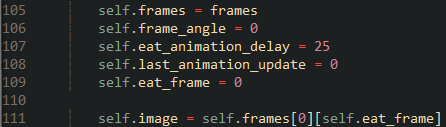 105 self.frames = frames
106 self.frame_angle = 0
107 self.eat_animation_delay = 25
108 self.last_animation_update = 0
109 self.eat_frame = 0
110
111 self.image = self.frames[0][self.eat_frame]